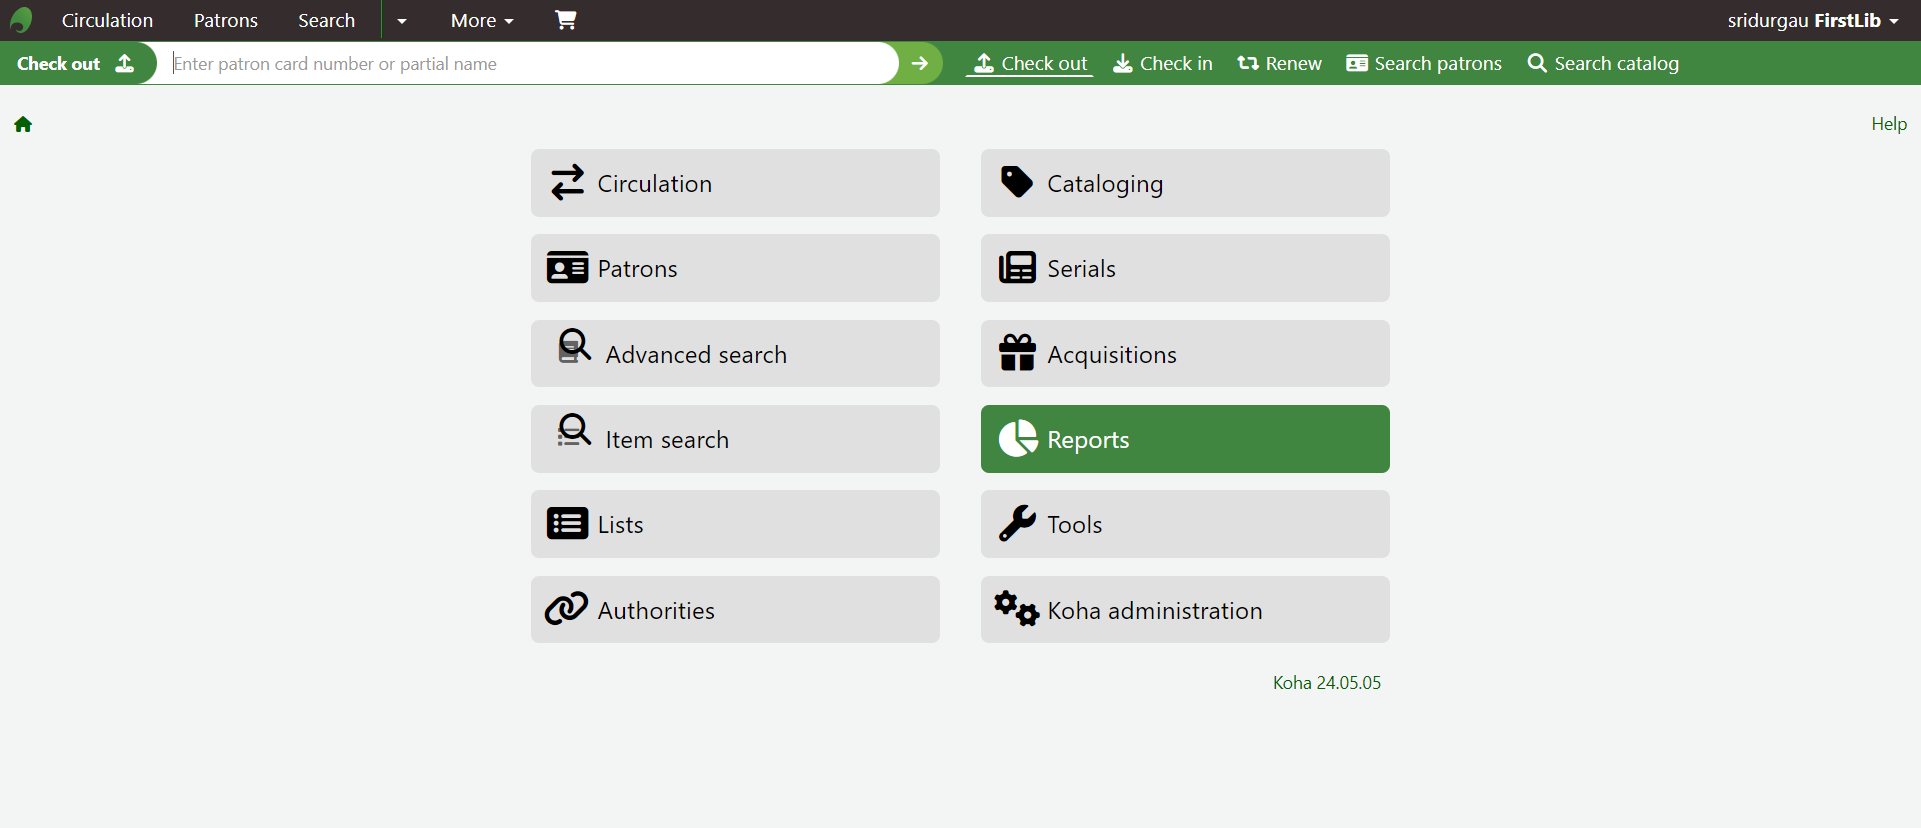 Circulation Patrons Search More sridurgau FirstLib
Check out Enter patron card number or partial name Check out Check in Renew Search patrons Search catalog
Help
Circulation Cataloging
Patrons Serials
Advanced search Acquisitions
Item search Reports
Lists Tools
Authorities Koha administration
Koha 24.05.05